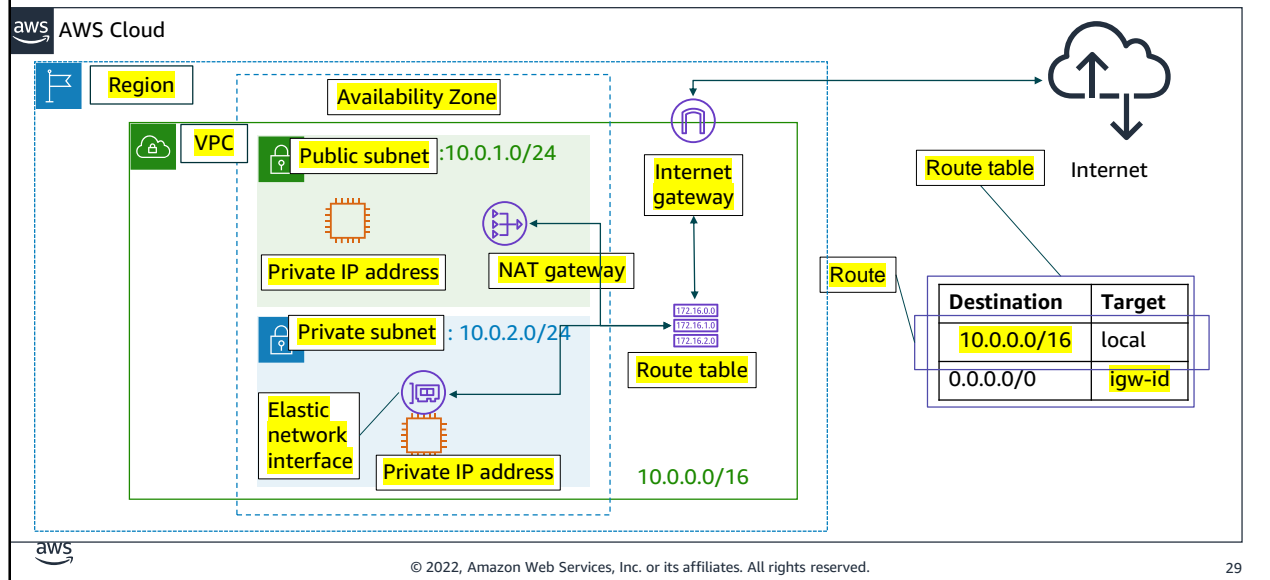 aws
AWS Cloud
Region
Availability Zone
VPC
Public subnet :10.0.1.0/24
Private IP address
NAT gateway
Internet
gateway
Internet
Route table
Private subnet : 10.0.2.0/24
172.16.0.0
172.16.1.0
172.16.2.0
Route table
Elastic
network
interface
Private IP address
10.0.0.0/16
Route
Destination Target
10.0.0.0/16 local
0.0.0.0/0 igw-id
aws
© 2022, Amazon Web Services, Inc. or its affiliates. All rights reserved.
29